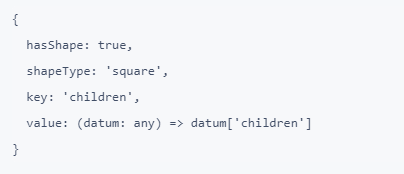 {
  hasShape: true,
  shapeType: 'square',
  key: 'children',
  value: (datum: any) => datum['children']
}